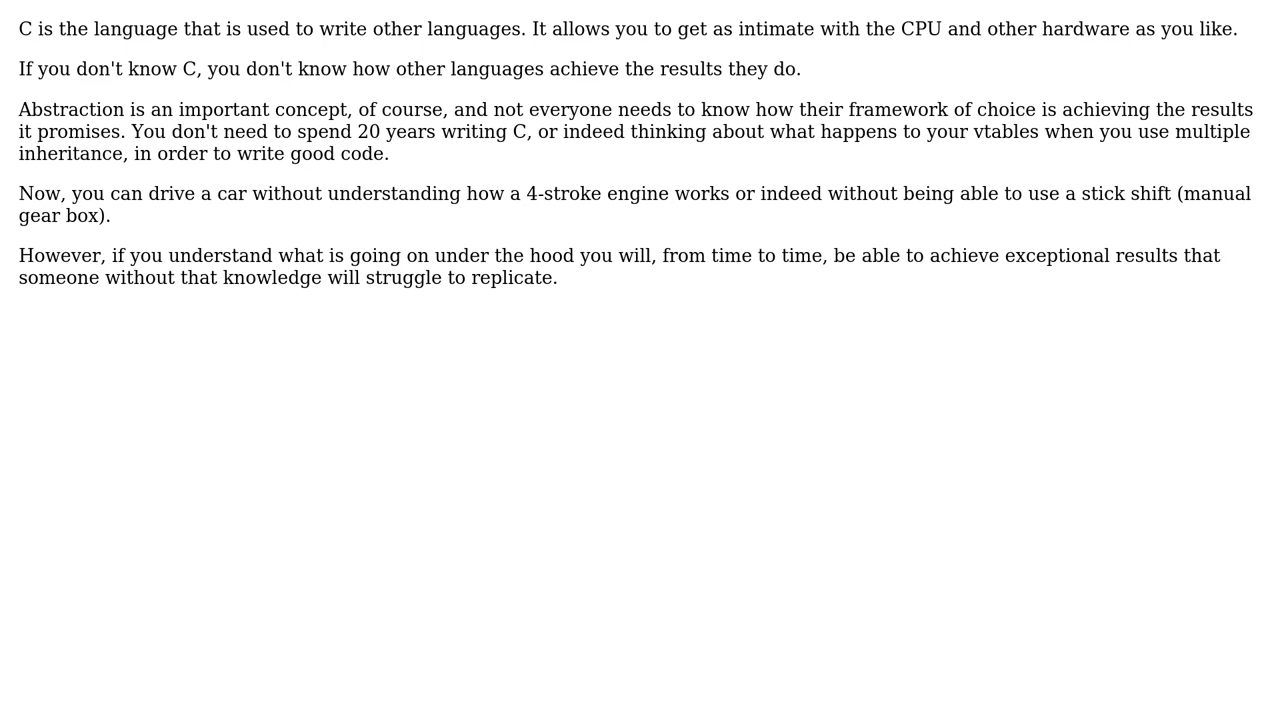 C is the language that is used to write other languages. It allows you to get as intimate with the CPU and other hardware as you like.
If you don't know C, you don't know how other languages achieve the results they do.
Abstraction is an important concept, of course, and not everyone needs to know how their framework of choice is achieving the results
it promises. You don't need to spend 20 years writing C, or indeed thinking about what happens to your vtables when you use multiple
inheritance, in order to write good code.
Now, you can drive a car without understanding how a 4-stroke engine works or indeed without being able to use a stick shift (manual
gear box).
However, if you understand what is going on under the hood you will, from time to time, be able to achieve exceptional results that
someone without that knowledge will struggle to replicate.